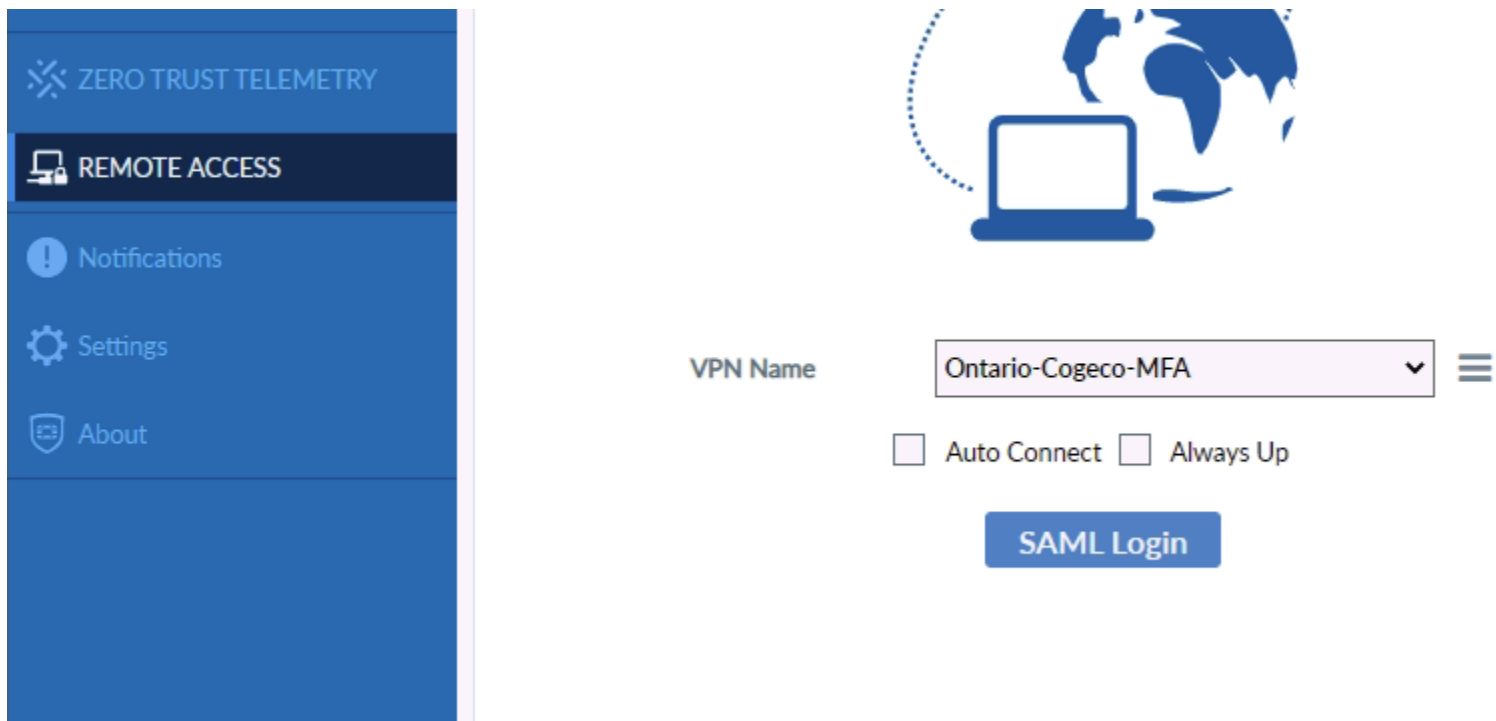 ZERO TRUST TELEMETRY
REMOTE ACCESS
Notifications
Settings
About
VPN Name
Ontario-Cogeco-MFA
Auto Connect Always Up
SAML Login